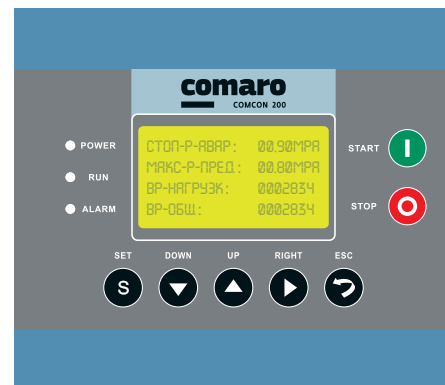 comaro
COMCON 200
POWER
RUN
ALARM
СТОП-Р-АВАР: 00.90MPA
МАКС-Р-ПРЕД: 00.80MPA
ВР-НАГРУЗК: 0002834
ВР-ОБЩ: 0002834
START
STOP
SET DOWN UP RIGHT ESC
S